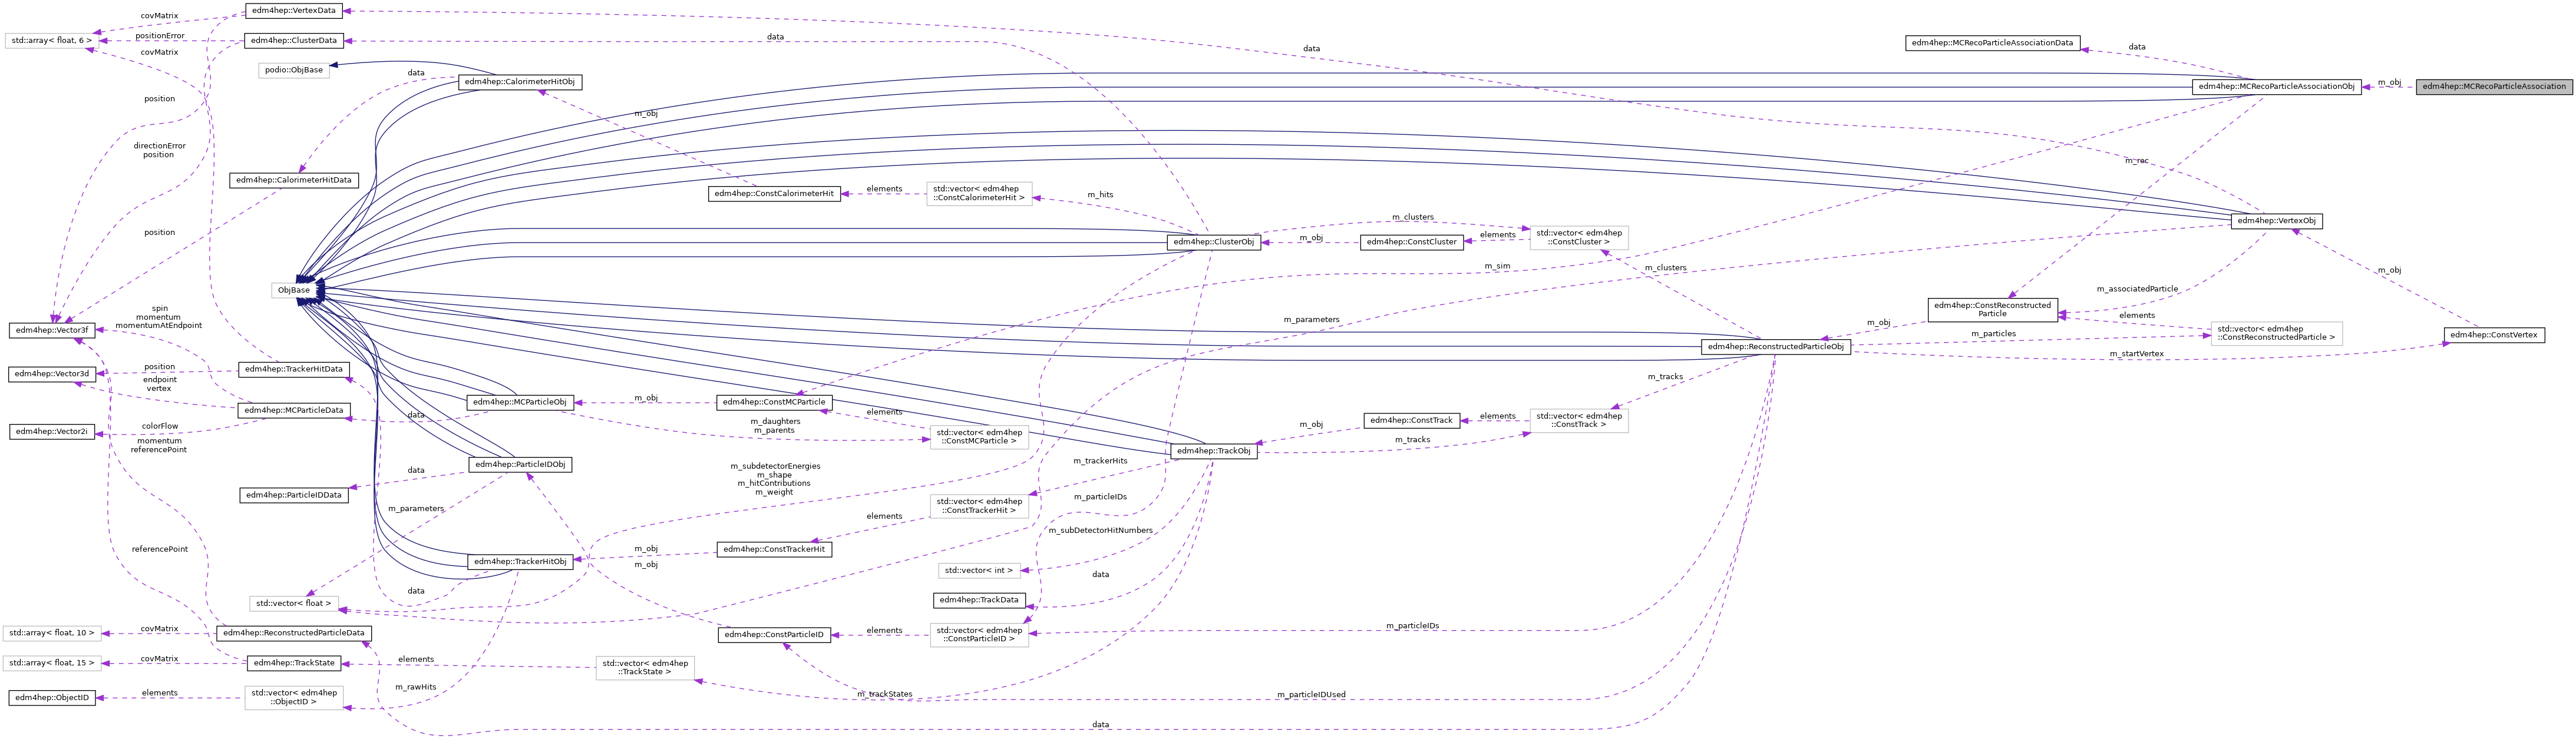 edm4hep::VertexData
covMatrix
std::array< float, 6 >
positionError
edm4hep::ClusterData
covMatrix
data
data
edm4hep::MCRecoParticleAssociationData
data
podio::ObjBase
data
edm4hep::CalorimeterHitObj
edm4hep::MCRecoParticleAssociationObj
m_obj
edm4hep::MCRecoParticleAssociation
position
m_obj
directionError
position
m_rec
edm4hep::CalorimeterHitData
edm4hep::ConstCalorimeterHit
elements
std::vector< edm4hep
::ConstCalorimeterHit >
m_hits
m_clusters
edm4hep::VertexObj
position
edm4hep::ClusterObj
m_obj
edm4hep::ConstCluster
elements
std::vector< edm4hep
::ConstCluster >
m_sim
m_clusters
m_obj
ObjBase
m_associatedParticle
spin
momentum
momentumAtEndpoint
edm4hep::ConstReconstructed
Particle
m_parameters
m_obj
elements
edm4hep::Vector3f
m_particles
std::vector< edm4hep
::ConstReconstructedParticle >
edm4hep::ConstVertex
edm4hep::ReconstructedParticleObj
m_startVertex
edm4hep::Vector3d
position
edm4hep::TrackerHitData
endpoint
vertex
m_tracks
edm4hep::MCParticleData
edm4hep::MCParticleObj
m_obj
edm4hep::ConstMCParticle
data
elements
edm4hep::Vector2i
colorFlow
m_daughters
m_parents
std::vector< edm4hep
::ConstMCParticle >
m_obj
edm4hep::ConstTrack
elements
std::vector< edm4hep
::ConstTrack >
momentum
referencePoint
m_tracks
edm4hep::TrackObj
edm4hep::ParticleIDObj
data
m_subdetectorEnergies
m_shape
m_hitContributions
m_weight
m_trackerHits
edm4hep::ParticleIDData
m_particleIDs
m_parameters
std::vector< edm4hep
::ConstTrackerHit >
elements
m_subDetectorHitNumbers
referencePoint
edm4hep::TrackerHitObj
m_obj
edm4hep::ConstTrackerHit
m_obj
std::vector< int >
data
data
std::vector< float >
edm4hep::TrackData
std::array< float, 10 >
covMatrix
edm4hep::ReconstructedParticleData
edm4hep::ConstParticleID
elements
std::vector< edm4hep
::ConstParticleID >
m_particleIDs
std::array< float, 15 >
covMatrix
edm4hep::TrackState
elements
std::vector< edm4hep
::TrackState >
edm4hep::ObjectID
elements
std::vector< edm4hep
::ObjectID >
m_rawHits
m_trackStates
m_particleIDUsed
data